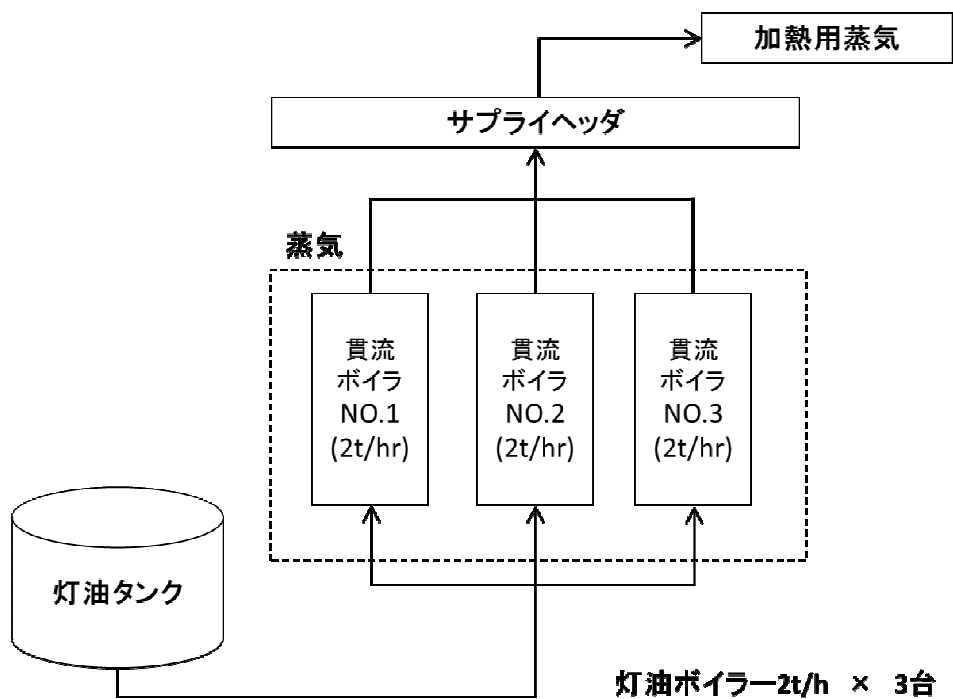 加熱用蒸気
サプライヘッダ
蒸気
貫流
ボイラ
NO.1
(2t/hr)
貫流
ボイラ
NO.2
(2t/hr)
貫流
ボイラ
NO.3
(2t/hr)
灯油タンク
灯油ボイラー2t/h × 3台